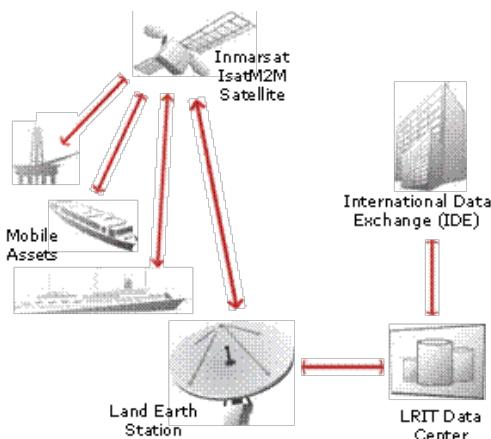 Inmarsat
IsatM2M
Satellite
International Data
Exchange (IDE)
Mobile
Assets
Land Earth
Station
LRIT Data
Center